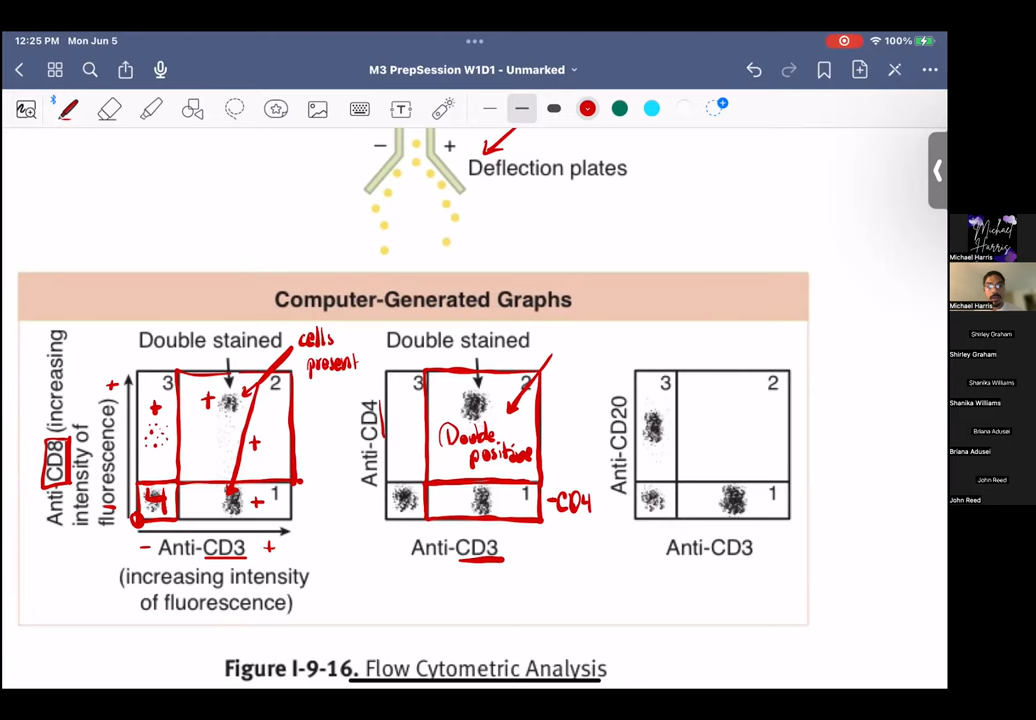 12:25 PM Mon Jun 5
100%
M3 PrepSession W1D1 - Unmarked
T
− +
Deflection plates
Computer-Generated Graphs
Anti-CD8 (increasing
intensity of
fluorescence)
Double stained
cells
present
3 2
+
+ +
+
4 1
+
- Anti-CD3 +
(increasing intensity
of fluorescence)
Double stained
Anti-CD4
3 2
Double
positive
1
-CD4
Anti-CD3
Anti-CD20
3 2
1
Anti-CD3
Figure I-9-16. Flow Cytometric Analysis
Michael
Harris
Michael Harris
Michael Harris
Shirley Graham
Shirley Graham
Shanika Williams
Shanika Williams
Briana Adusei
Briana Adusei
John Reed
John Reed